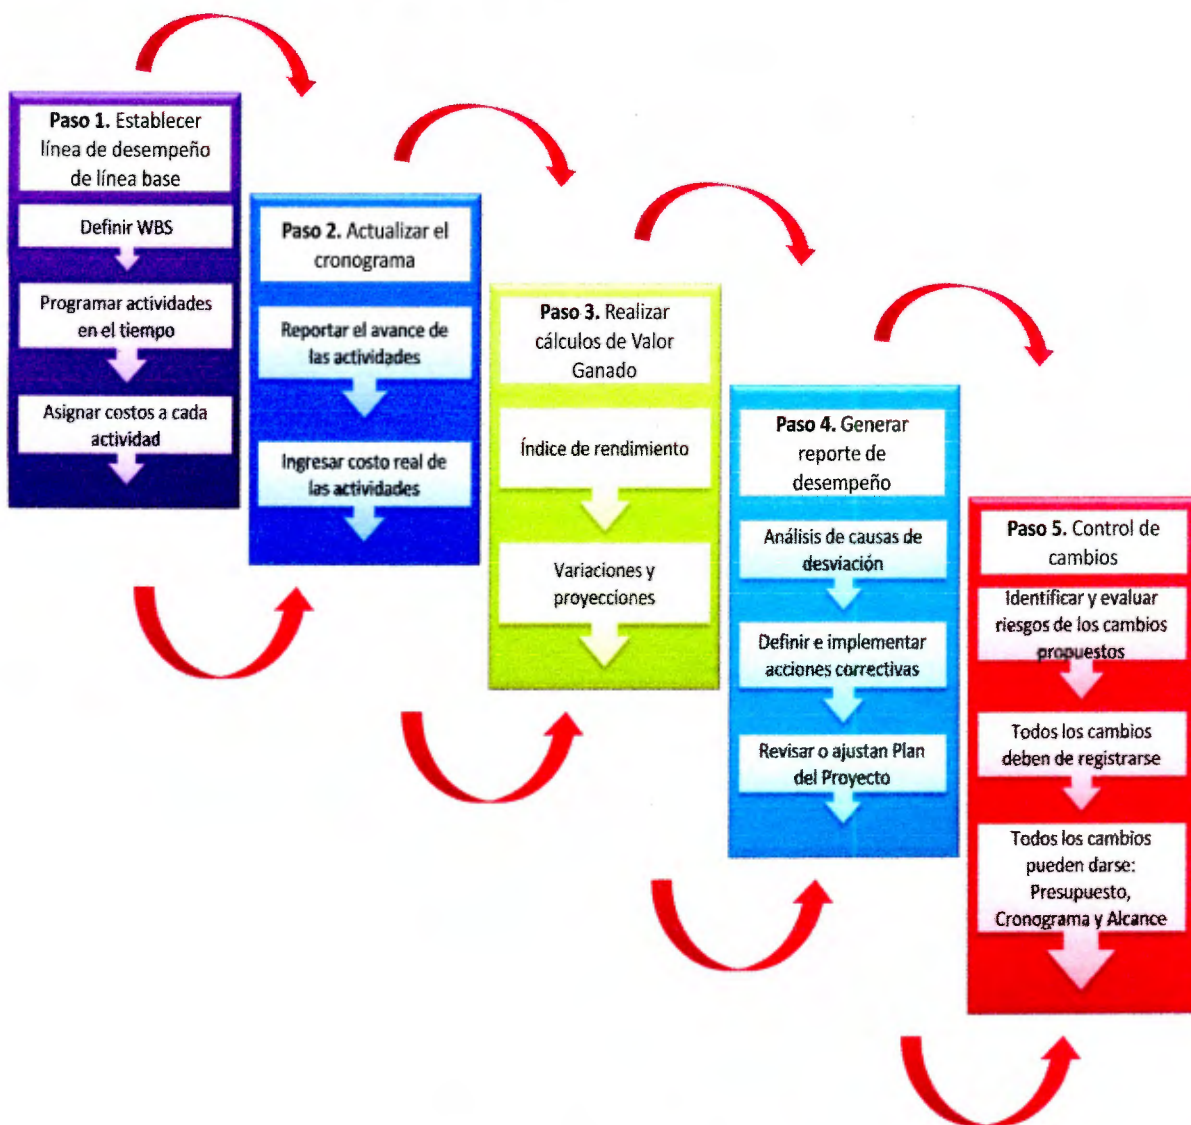 Paso 1. Establecer
línea de desempeño
de línea base
Definir WBS
Programar actividades
en el tiempo
Asignar costos a cada
actividad
Paso 2. Actualizar el
cronograma
Reportar el avance de
las actividades
Ingresar costo real de
las actividades
Paso 3. Realizar
cálculos de Valor
Ganado
Índice de rendimiento
Variaciones y
proyecciones
Paso 4. Generar
reporte de
desempeño
Análisis de causas de
desviación
Definir e implementar
acciones correctivas
Revisar o ajustan Plan
del Proyecto
Paso 5. Control de
cambios
Identificar y evaluar
riesgos de los cambios
propuestos
Todos los cambios
deben de registrarse
Todos los cambios
pueden darse:
Presupuesto,
Cronograma y Alcance